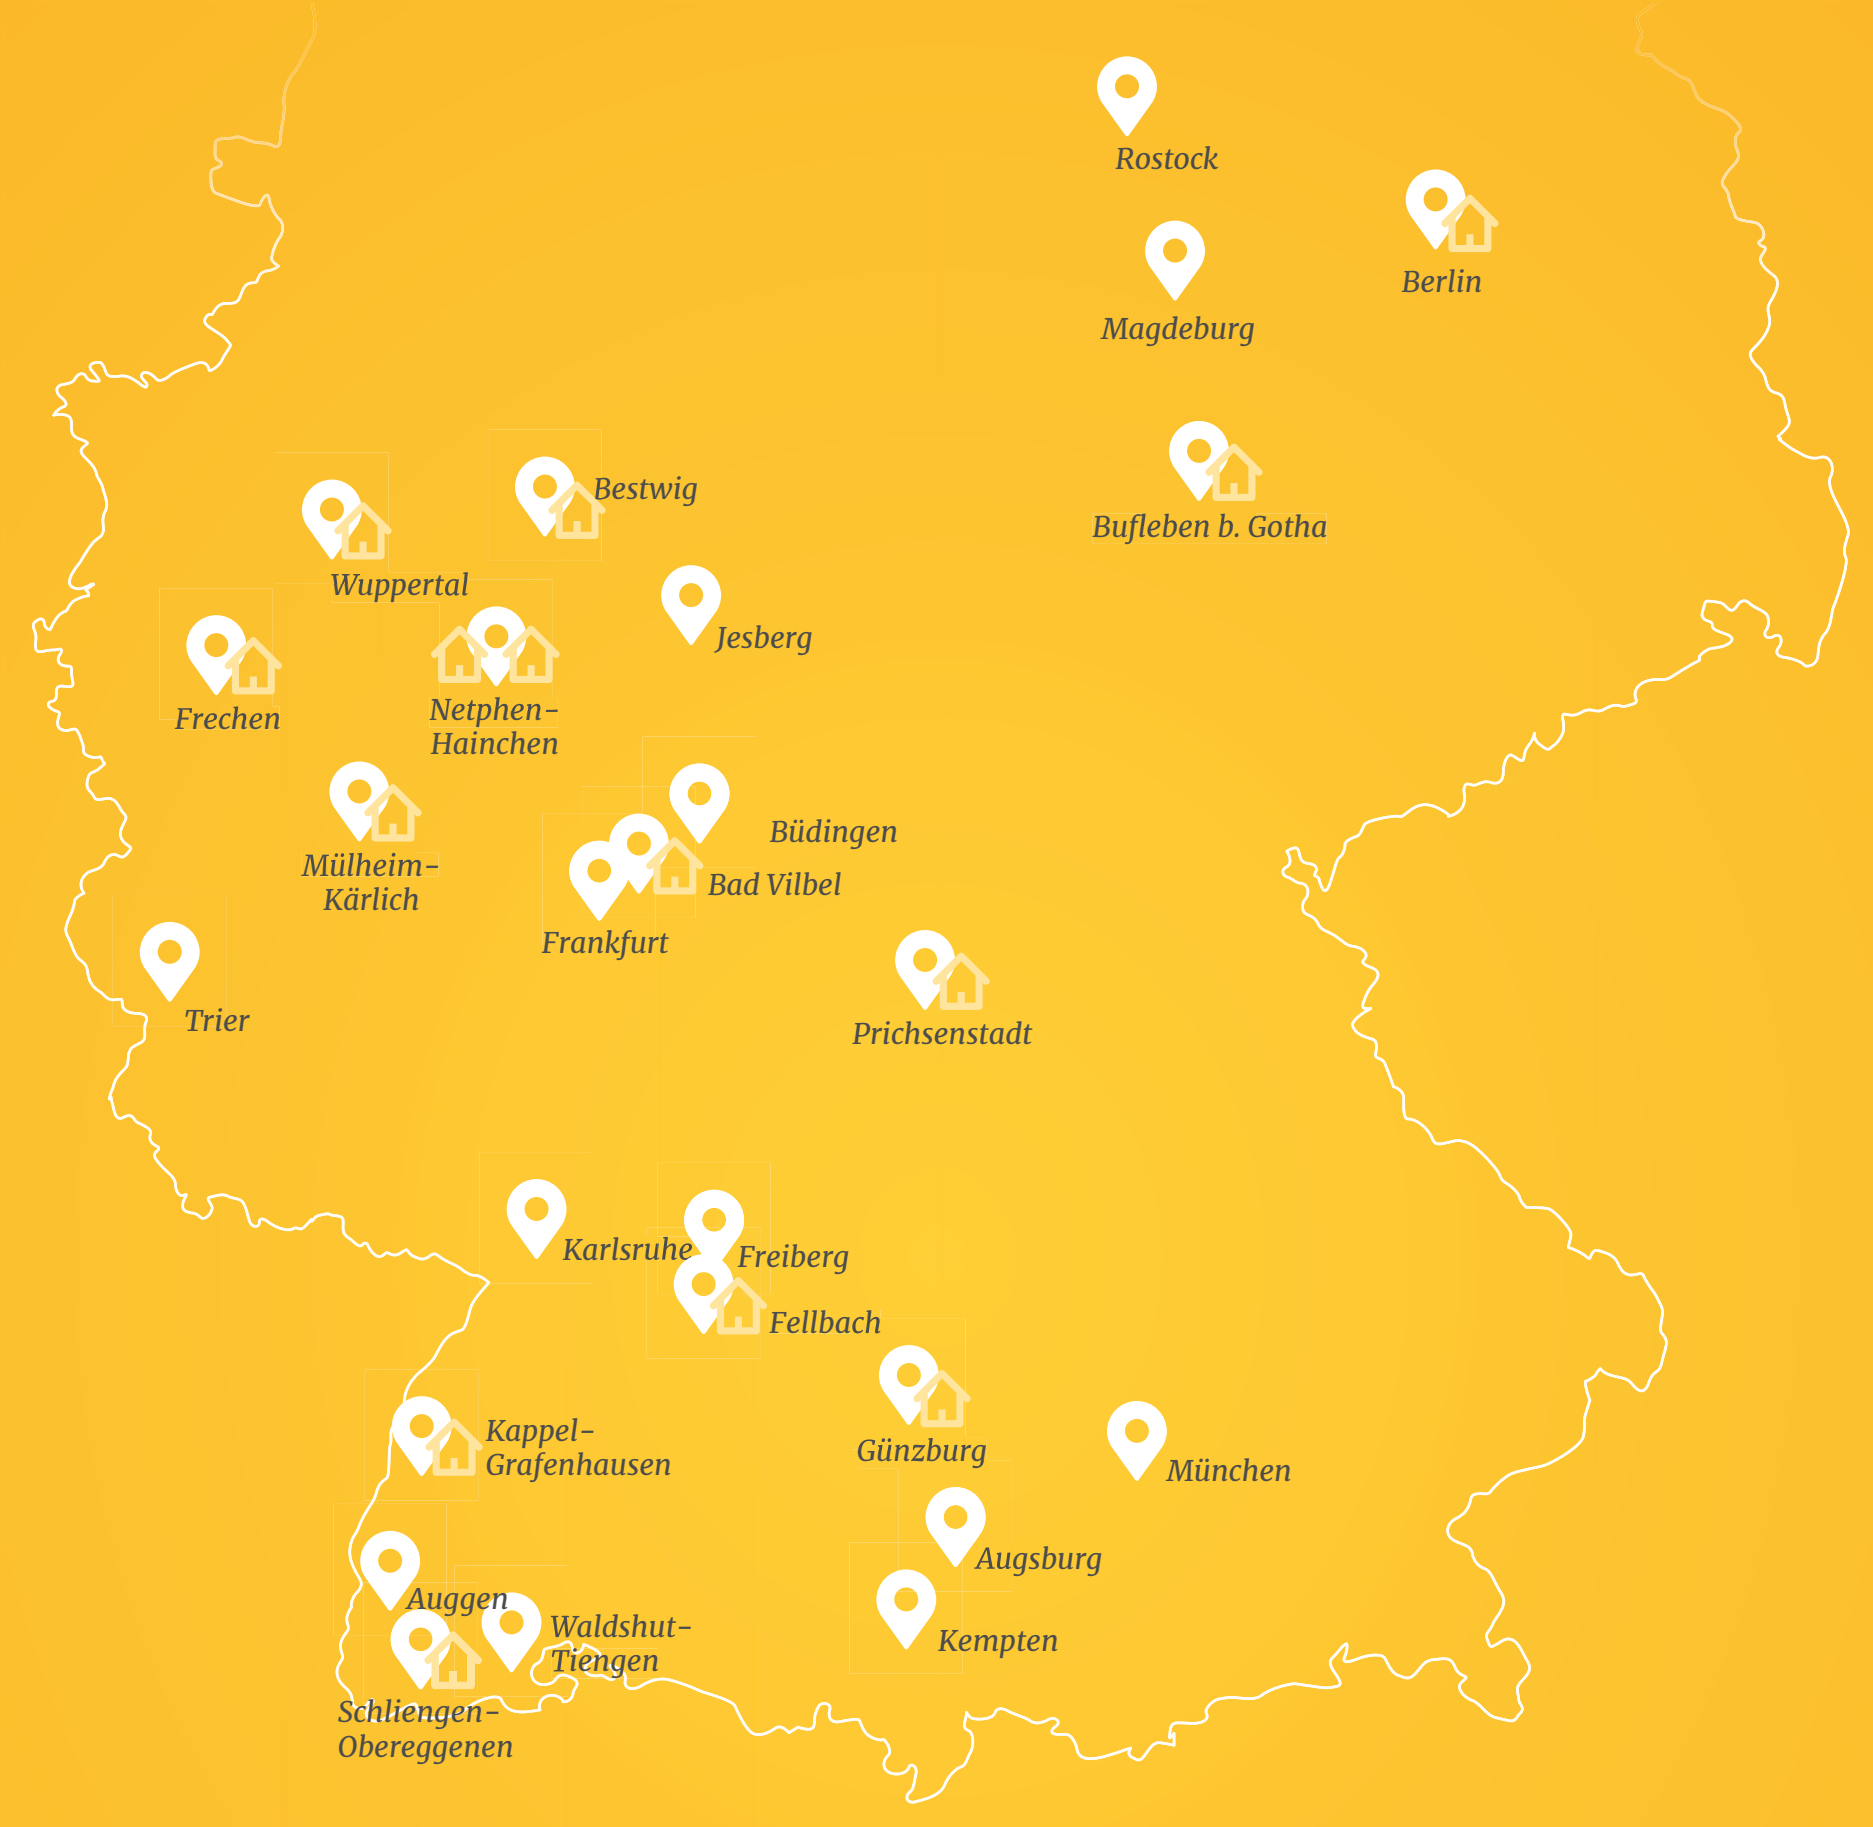 Rostock
Berlin
Magdeburg
Bestwig
Bufleben b. Gotha
Wuppertal
Jesberg
Frechen
Netphen-
Hainchen
Büdingen
Mülheim-
Kärlich
Bad Vilbel
Frankfurt
Trier
Prichsenstadt
Karlsruhe
Freiberg
Fellbach
Kappel-
Grafenhausen
Günzburg
München
Augsburg
Auggen
Waldshut-
Tiengen
Kempten
Schliengen-
Obereggenen